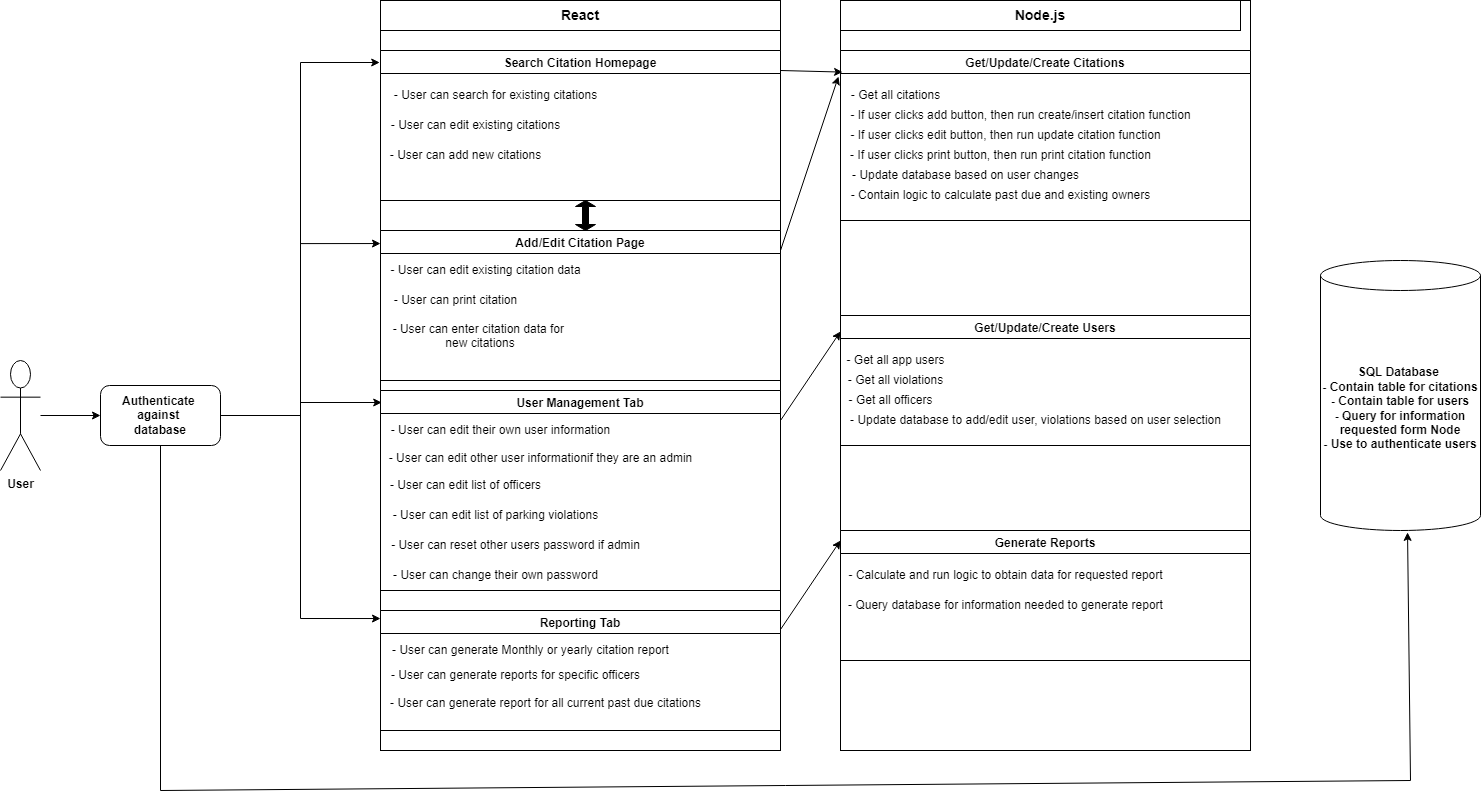 React
Node.js
Search Citation Homepage
- User can search for existing citations
- User can edit existing citations
- User can add new citations
Add/Edit Citation Page
- User can edit existing citation data
- User can print citation
- User can enter citation data for
new citations
User Management Tab
- User can edit their own user information
- User can edit other user informationif they are an admin
- User can edit list of officers
- User can edit list of parking violations
- User can reset other users password if admin
- User can change their own password
Reporting Tab
- User can generate Monthly or yearly citation report
- User can generate reports for specific officers
- User can generate report for all current past due citations
Get/Update/Create Citations
- Get all citations
- If user clicks add button, then run create/insert citation function
- If user clicks edit button, then run update citation function
- If user clicks print button, then run print citation function
- Update database based on user changes
- Contain logic to calculate past due and existing owners
Get/Update/Create Users
- Get all app users
- Get all violations
- Get all officers
- Update database to add/edit user, violations based on user selection
Generate Reports
- Calculate and run logic to obtain data for requested report
- Query database for information needed to generate report
User
Authenticate
against
database
SQL Database
- Contain table for citations
- Contain table for users
- Query for information
requested form Node
- Use to authenticate users